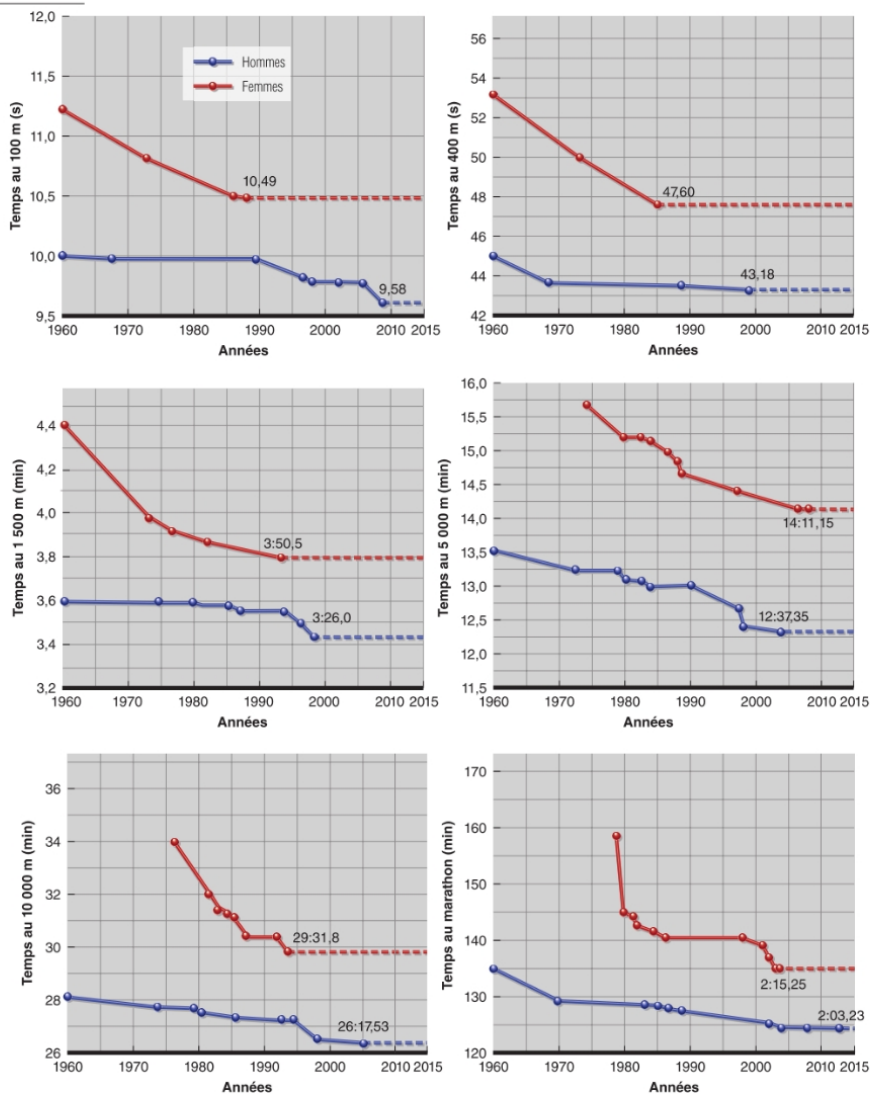 12,0
11,5
11,0
10,5
10,0
9,5
Temps au 100 m (s)
Hommes
Femmes
10,49
9,58
1960 1970 1980 1990 2000 2010 2015
Années
56
54
52
50
48
46
44
42
Temps au 400 m (s)
47,60
43,18
1960 1970 1980 1990 2000 2010 2015
Années
4,4
4,2
4,0
3,8
3,6
3,4
3,2
Temps au 1 500 m (min)
3:50,5
3:26,0
1960 1970 1980 1990 2000 2010 2015
Années
16,0
15,5
15,0
14,5
14,0
13,5
13,0
12,5
12,0
11,5
Temps au 5 000 m (min)
14:11,15
12:37,35
1960 1970 1980 1990 2000 2010 2015
Années
36
34
32
30
28
26
Temps au 10 000 m (min)
29:31,8
26:17,53
1960 1970 1980 1990 2000 2010 2015
Années
170
160
150
140
130
120
Temps au marathon (min)
2:15,25
2:03,23
1960 1970 1980 1990 2000 2010 2015
Années